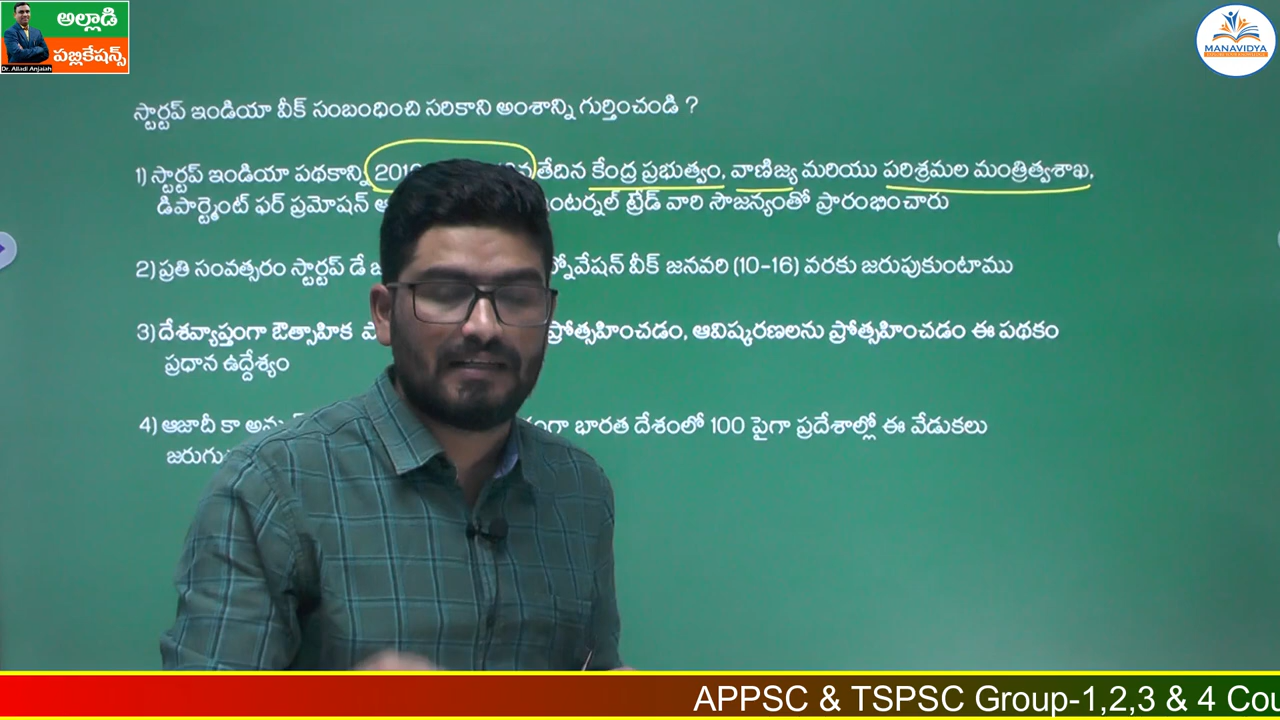 అల్లాడి
పబ్లికేషన్స్
Dr. Alladi Anjaiah
MANAVIDYA
స్టార్టప్ ఇండియా వీక్ సంబంధించి సరికాని అంశాన్ని గుర్తించండి ?
1) స్టార్టప్ ఇండియా పథకాన్ని తేదిన కేంద్ర ప్రభుత్వం, వాణిజ్య మరియు పరిశ్రమల మంత్రిత్వశాఖ,
డిపార్ట్మెంట్ ఫర్ ప్రమోషన్ ఇంటర్నల్ ట్రేడ్ వారి సౌజన్యంతో ప్రారంభించారు
2) ప్రతి సంవత్సరం స్టార్టప్ డే వీక్ జనవరి (10-16) వరకు జరుపుకుంటాము
3) దేశవ్యాప్తంగా ఔత్సాహిక ప్రోత్సహించడం, ఆవిష్కరణలను ప్రోత్సహించడం ఈ పథకం
ప్రధాన ఉద్దేశ్యం
4) ఆజాదీ కా భారత దేశంలో 100 పైగా ప్రదేశాల్లో ఈ వేడుకలు
APPSC & TSPSC Group-1,2,3 & 4